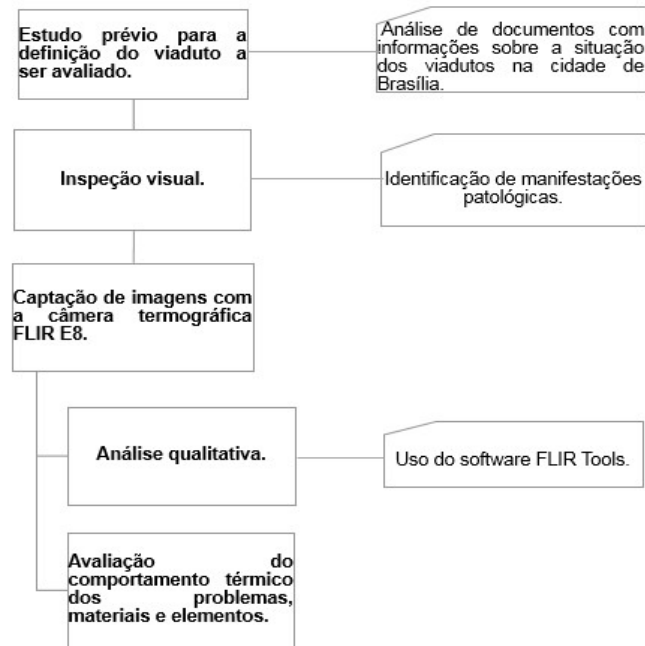 Estudo prévio para a
definição do viaduto a
ser avaliado.
Análise de documentos com
informações sobre a situação
dos viadutos na cidade de
Brasília.
Inspeção visual.
Identificação de manifestações
patológicas.
Captação de imagens com
a câmera termográfica
FLIR E8.
Análise qualitativa.
Uso do software FLIR Tools.
Avaliação do
comportamento térmico
dos problemas,
materiais e elementos.